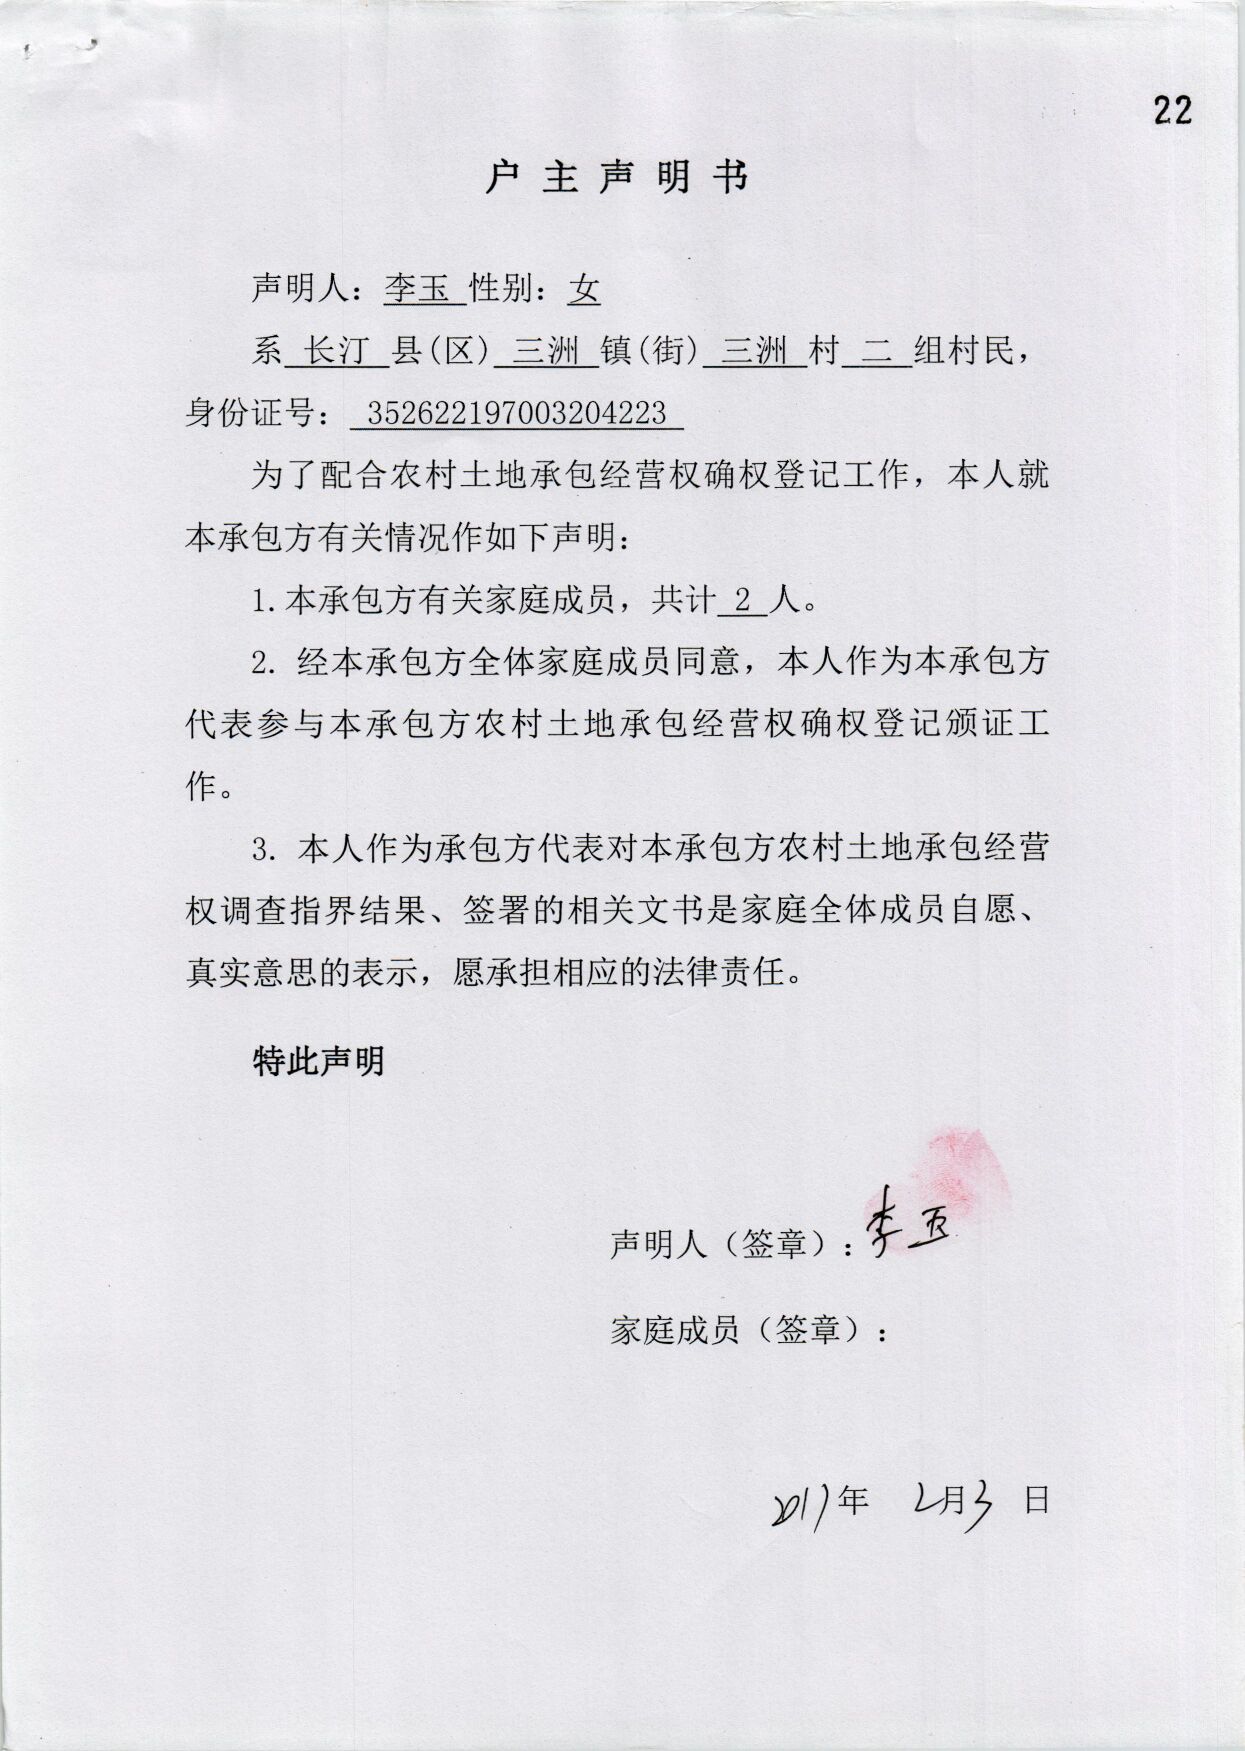 22
户主声明书
声明人：李玉 性别：女
系 长汀 县(区) 三洲 镇(街) 三洲 村 二 组村民，
身份证号： 352622197003204223
为了配合农村土地承包经营权确权登记工作，本人就
本承包方有关情况作如下声明：
1.本承包方有关家庭成员，共计 2 人。
2. 经本承包方全体家庭成员同意，本人作为本承包方
代表参与本承包方农村土地承包经营权确权登记颁证工
作。
3. 本人作为承包方代表对本承包方农村土地承包经营
权调查指界结果、签署的相关文书是家庭全体成员自愿、
真实意思的表示，愿承担相应的法律责任。
特此声明
声明人（签章）：李玉
家庭成员（签章）：
2017年 2月3 日